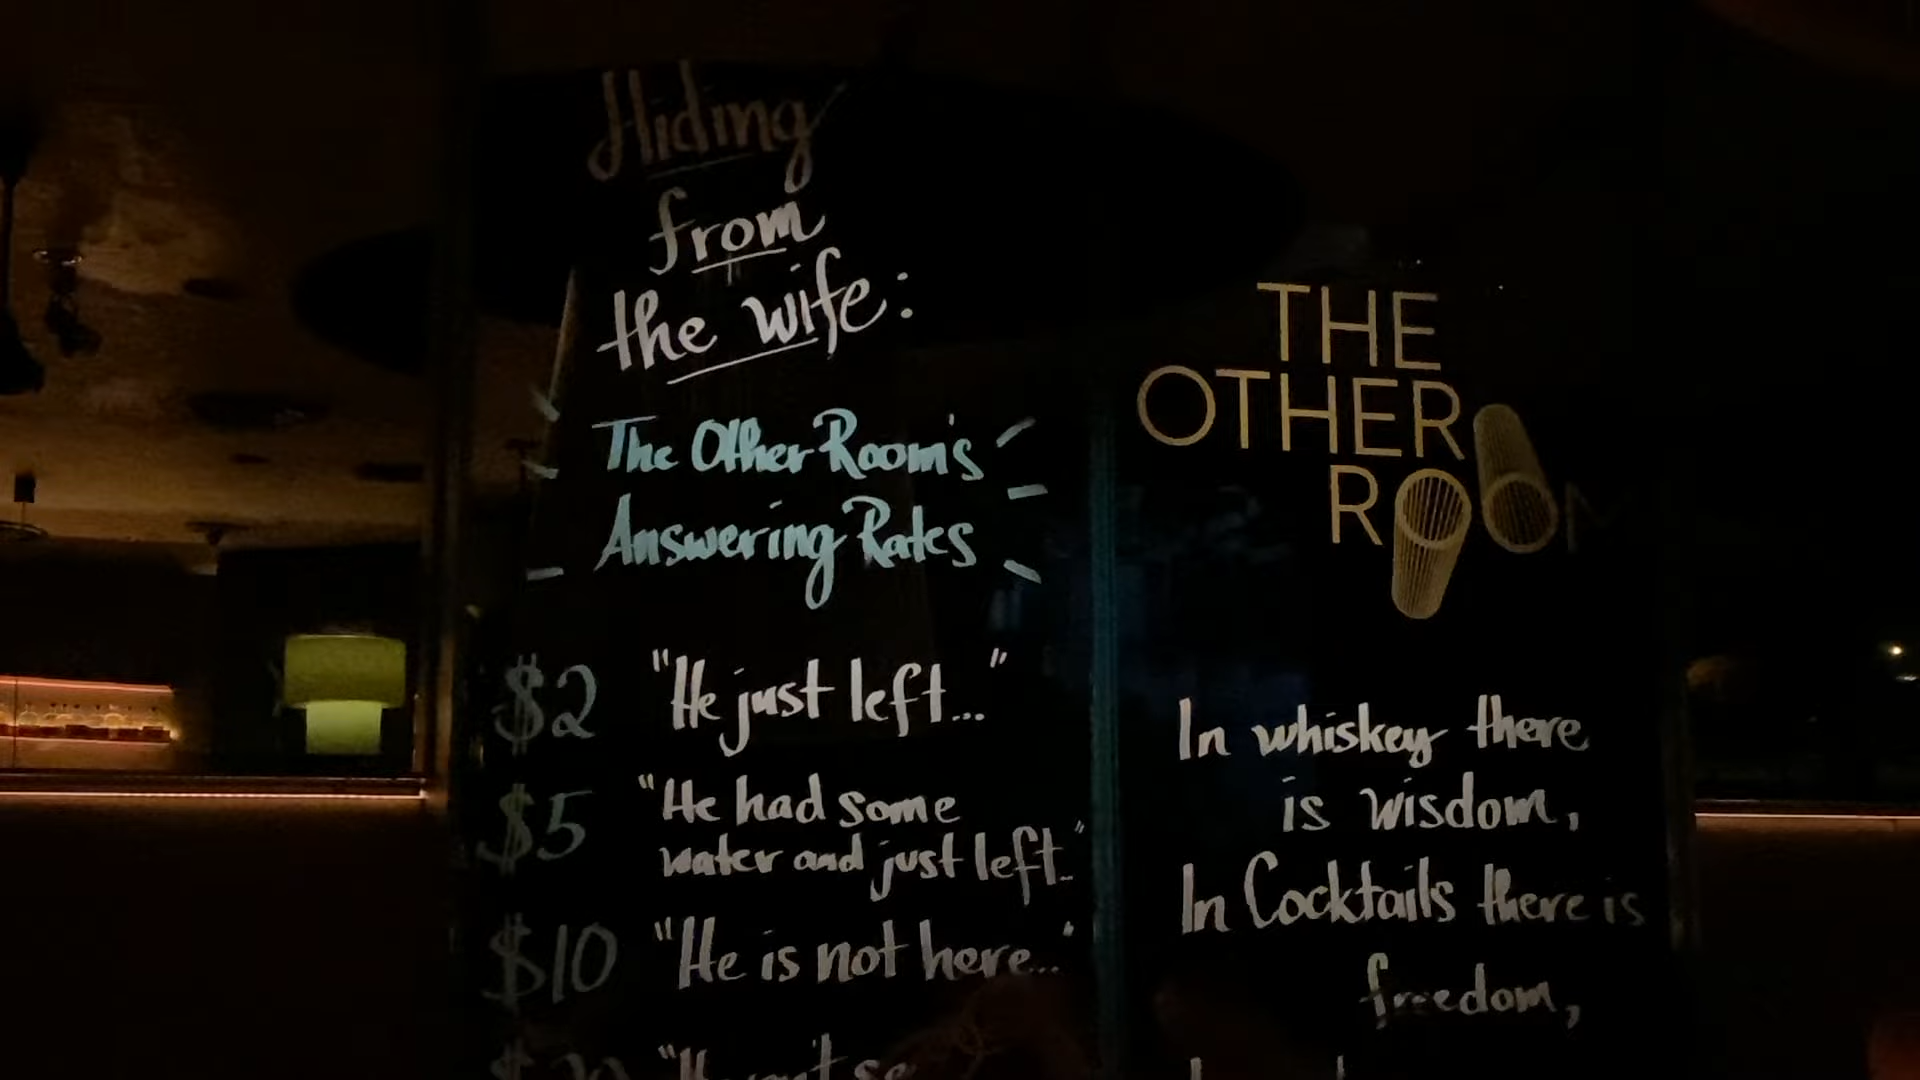 Hiding
from
the wife:
The Other Room's
Answering Rates
$2 "He just left..."
$5 "He had some
water and just left.."
$10 "He is not here..."
THE
OTHER
ROOM
In whiskey there
is wisdom,
In Cocktails there is
freedom,